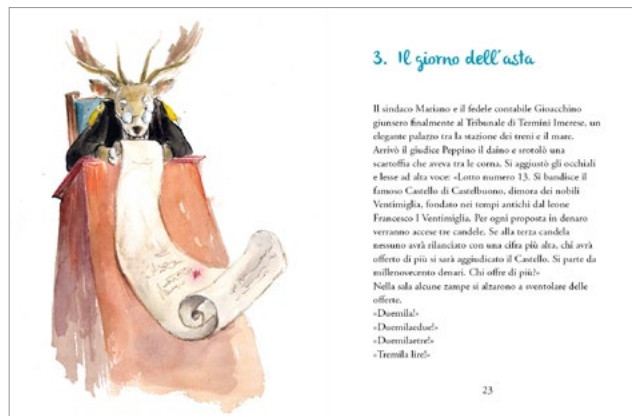 3. Il giorno dell'asta
Il sindaco Mariano e il fedele contabile Gioacchino
giunsero finalmente al Tribunale di Termini Imerese, un
elegante palazzo tra la stazione dei treni e il mare.
Arrivò il giudice Peppino il daino e srotolò una
scartoffia che aveva tra le corna. Si aggiustò gli occhiali
e lesse ad alta voce: «Lotto numero 13. Si bandisce il
famoso Castello di Castelbuono, dimora dei nobili
Ventimiglia, fondato nei tempi antichi dal leone
Francesco I Ventimiglia. Per ogni proposta in denaro
verranno accese tre candele. Se alla terza candela
nessuno avrà rilanciato con una cifra più alta, chi avrà
offerto di più si sarà aggiudicato il Castello. Si parte da
millenovecento denari. Chi offre di più?»
Nella sala alcune zampe si alzarono a sventolare delle
offerte.
«Duemila!»
«Duemiladue!»
«Duemilaetre!»
«Tremila lire!»
23